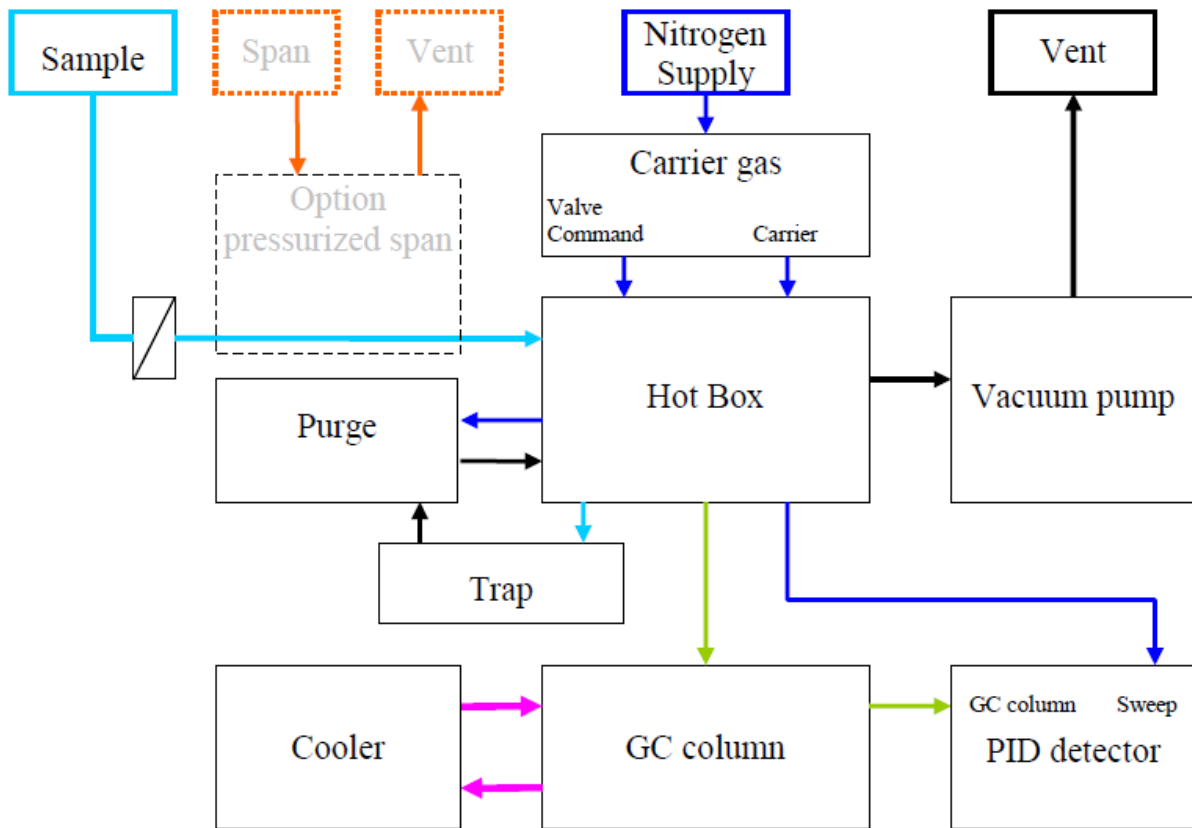 Sample
Span
Vent
Nitrogen
Supply
Vent
Carrier gas
Valve
Command
Carrier
Option
pressurized span
Hot Box
Vacuum pump
Purge
Trap
Cooler
GC column
GC column
Sweep
PID detector